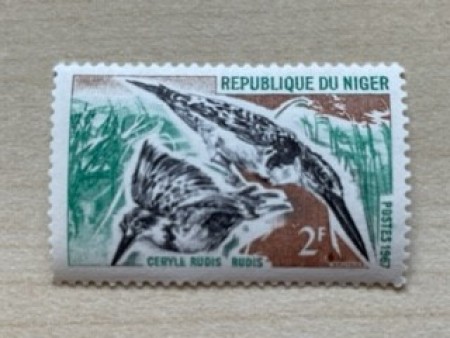 REPUBLIQUE DU NIGER
2F
POSTES 1967
CERYLE RUDIS RUDIS